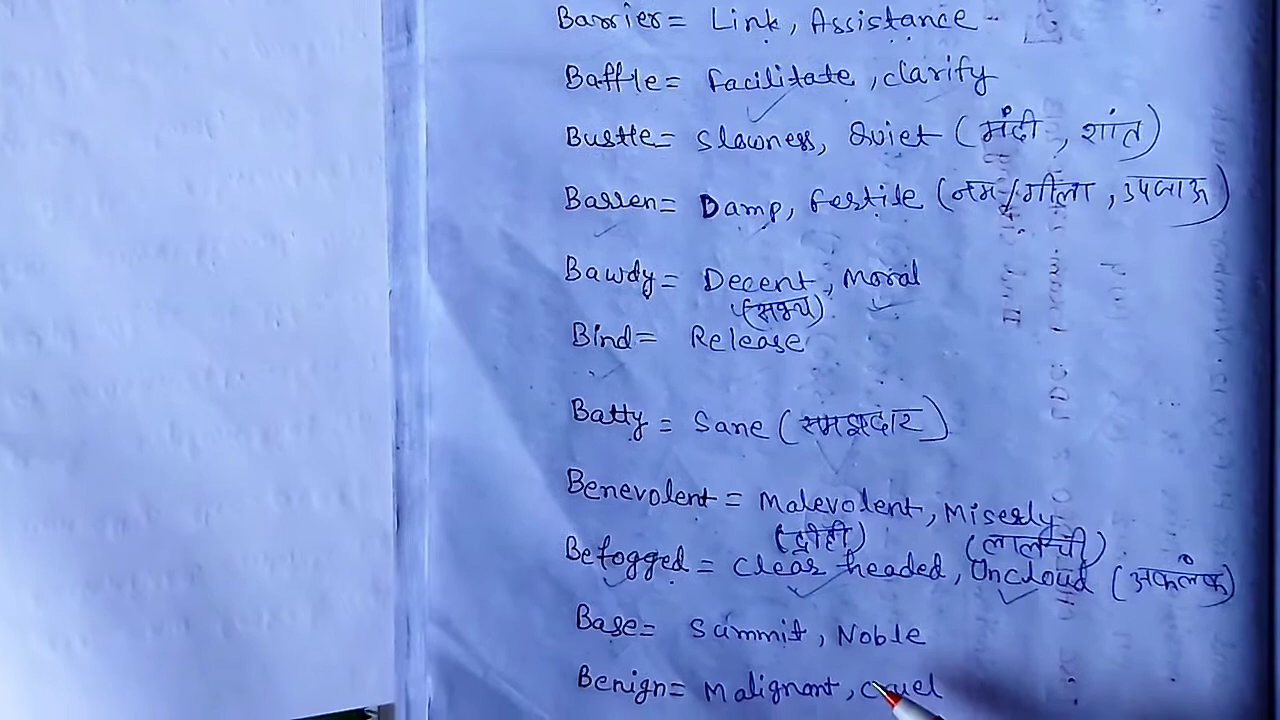 Barrier = Link, Assistance
Baffle = facilitate, clarify
Bustle = Slowness, Quiet (मंदी, शांत)
Barren = Damp, Fertile (नम/गीला, उपजाऊ)
Bawdy = Decent, Moral
(सभ्य)
Bind = Release
Batty = Sane (समझदार)
Benevolent = Malevolent, Miserly
(द्रोही) (लालची)
Befogged = Clear headed, Uncloud (अकलंक)
Base = Summit, Noble
Benign = Malignant, cruel